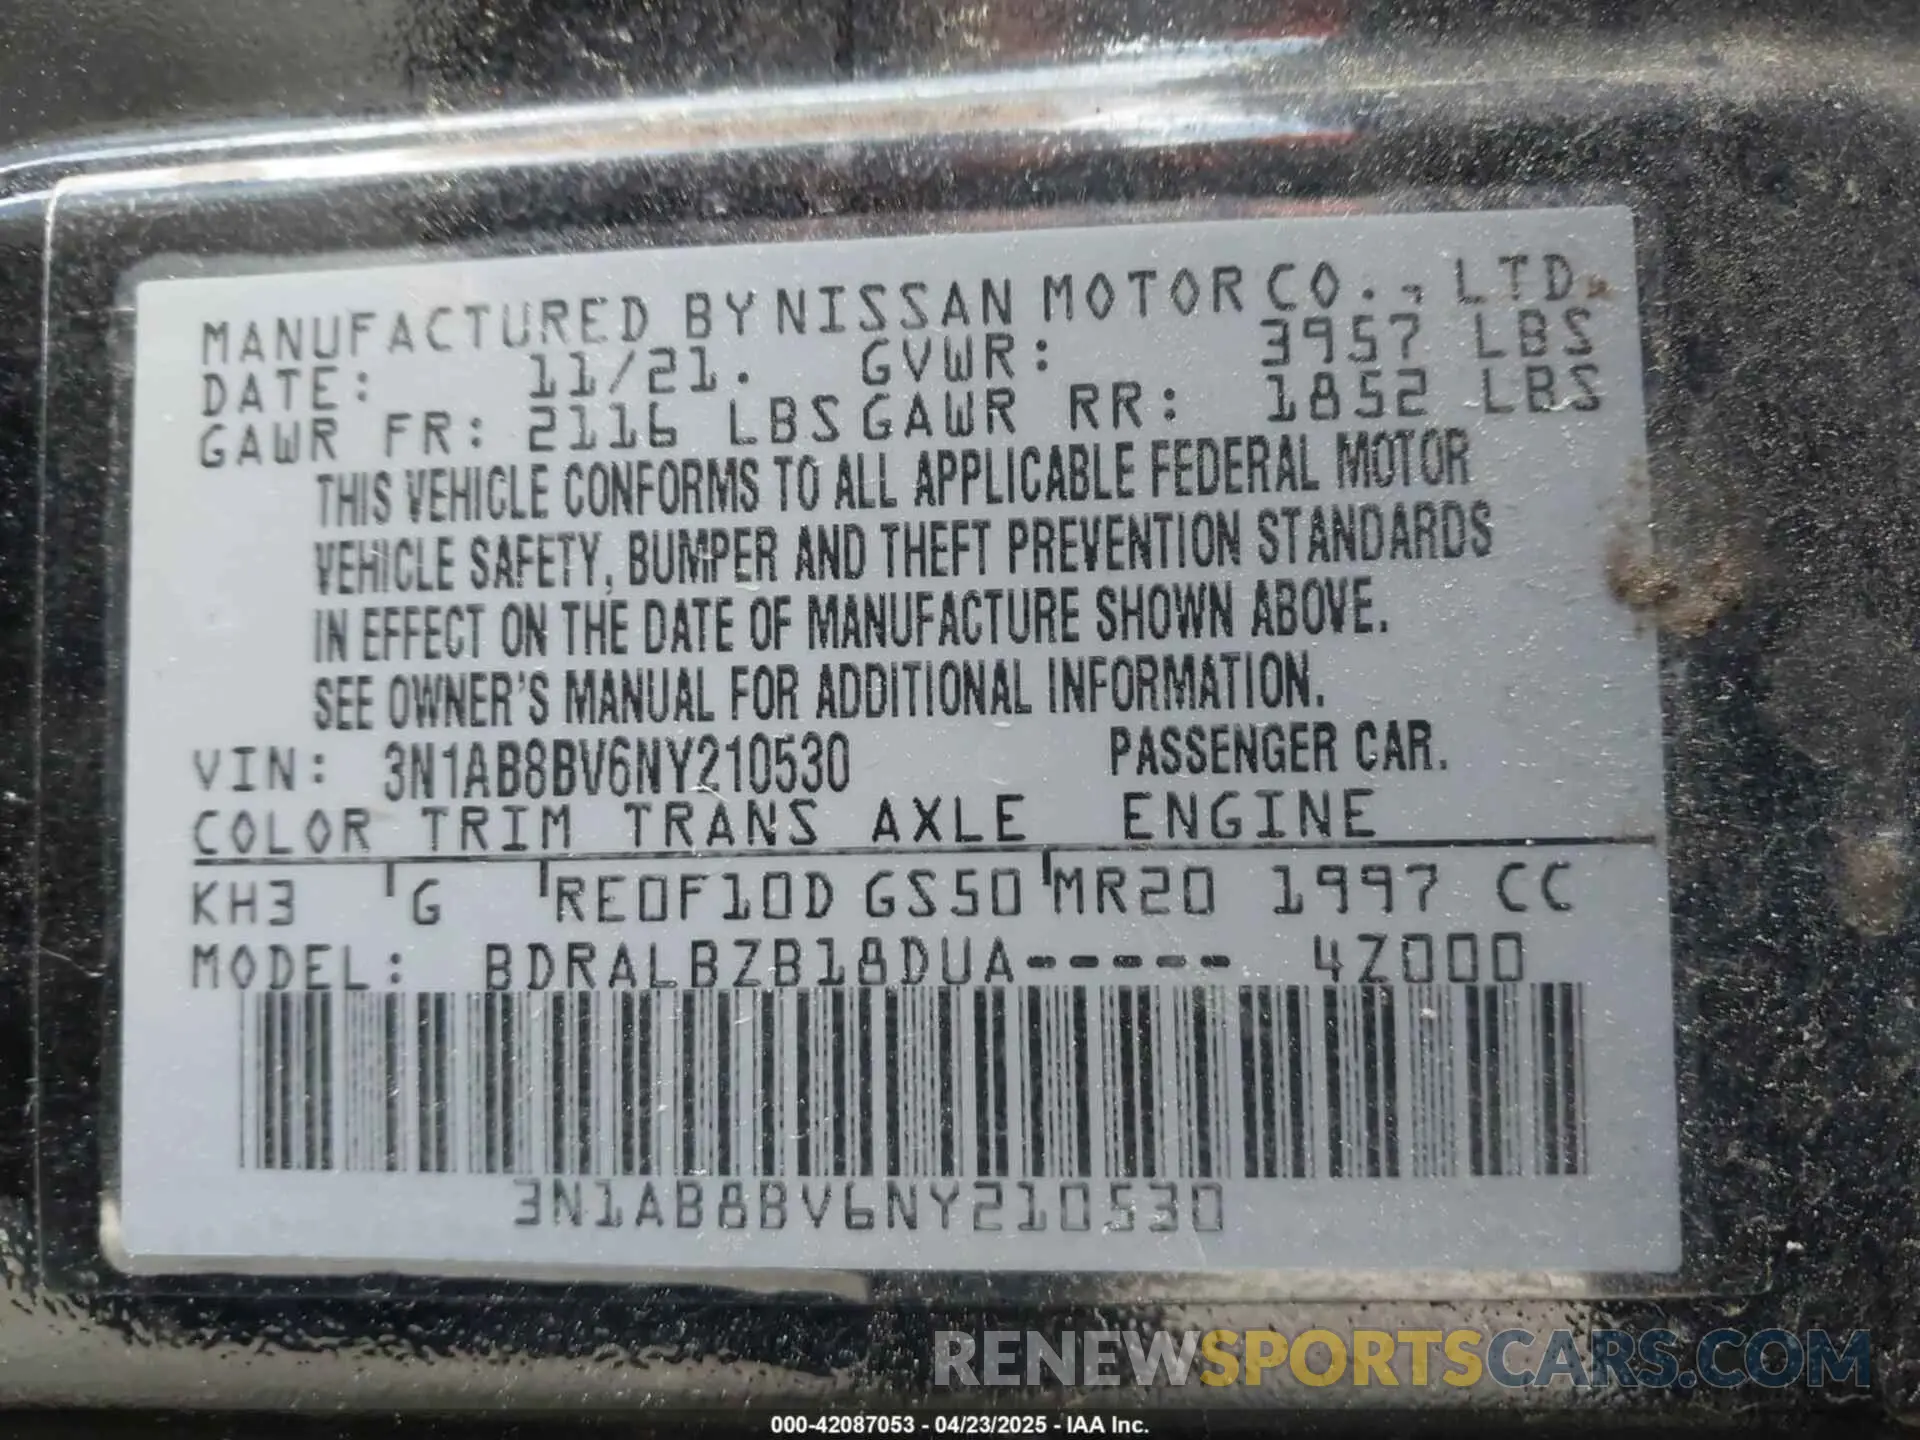 MANUFACTURED BY NISSAN MOTOR CO., LTD.
DATE: 11/21. GVWR: 3957 LBS
GAWR FR: 2116 LBS GAWR RR: 1852 LBS
THIS VEHICLE CONFORMS TO ALL APPLICABLE FEDERAL MOTOR
VEHICLE SAFETY, BUMPER AND THEFT PREVENTION STANDARDS
IN EFFECT ON THE DATE OF MANUFACTURE SHOWN ABOVE.
SEE OWNER'S MANUAL FOR ADDITIONAL INFORMATION.
VIN: 3N1AB8BV6NY210530 PASSENGER CAR.
COLOR TRIM TRANS AXLE ENGINE
KH3 G RE0F10D GS50 MR20 1997 CC
MODEL: BDRALBZB18DUA----- 4Z000
3N1AB8BV6NY210530
RENEWSPORTSCARS.COM
000-42087053 - 04/23/2025 - IAA Inc.